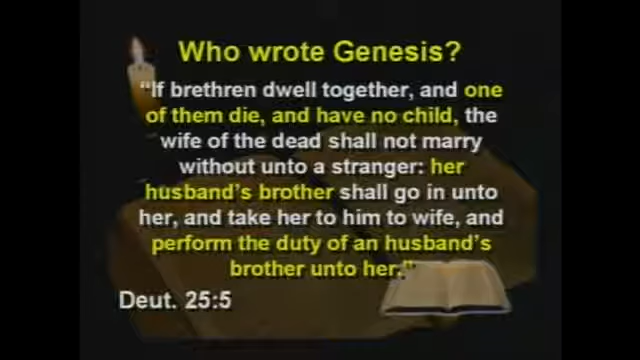 Who wrote Genesis?
“If brethren dwell together, and one
of them die, and have no child, the
wife of the dead shall not marry
without unto a stranger: her
husband’s brother shall go in unto
her, and take her to him to wife, and
perform the duty of an husband’s
brother unto her.”
Deut. 25:5